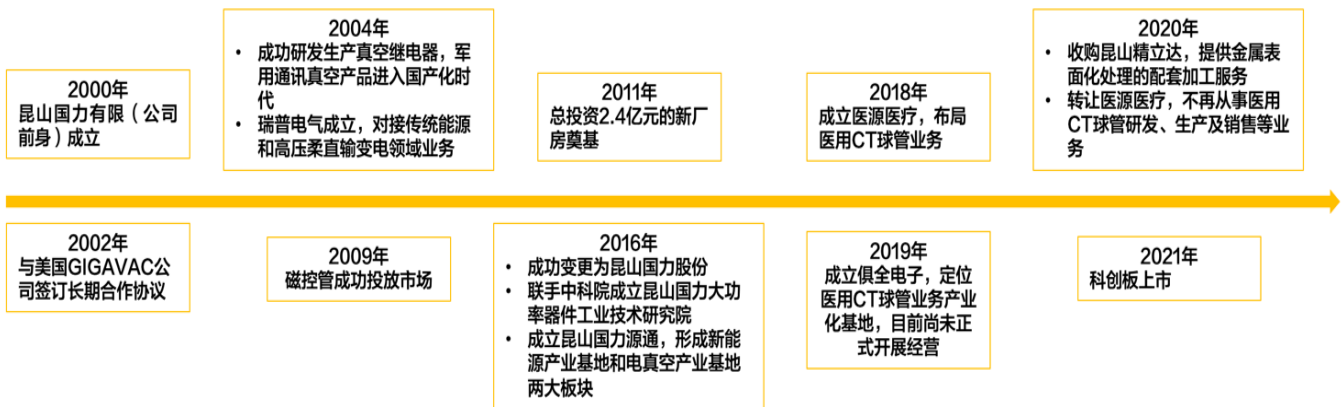 2000年
昆山国力有限（公司
前身）成立
2004年
• 成功研发生产真空继电器，军
用通讯真空产品进入国产化时
代
• 瑞普电气成立，对接传统能源
和高压柔直输变电领域业务
2011年
总投资2.4亿元的新厂
房奠基
2018年
成立医源医疗，布局
医用CT球管业务
2020年
• 收购昆山精立达，提供金属表
面化处理的配套加工服务
• 转让医源医疗，不再从事医用
CT球管研发、生产及销售等业
务
2002年
与美国GIGAVAC公
司签订长期合作协议
2009年
磁控管成功投放市场
2016年
• 成功变更为昆山国力股份
• 联手中科院成立昆山国力大功
率器件工业技术研究院
• 成立昆山国力源通，形成新能
源产业基地和电真空产业基地
两大板块
2019年
成立俱全电子，定位
医用CT球管业务产业
化基地，目前尚未正
式开展经营
2021年
科创板上市